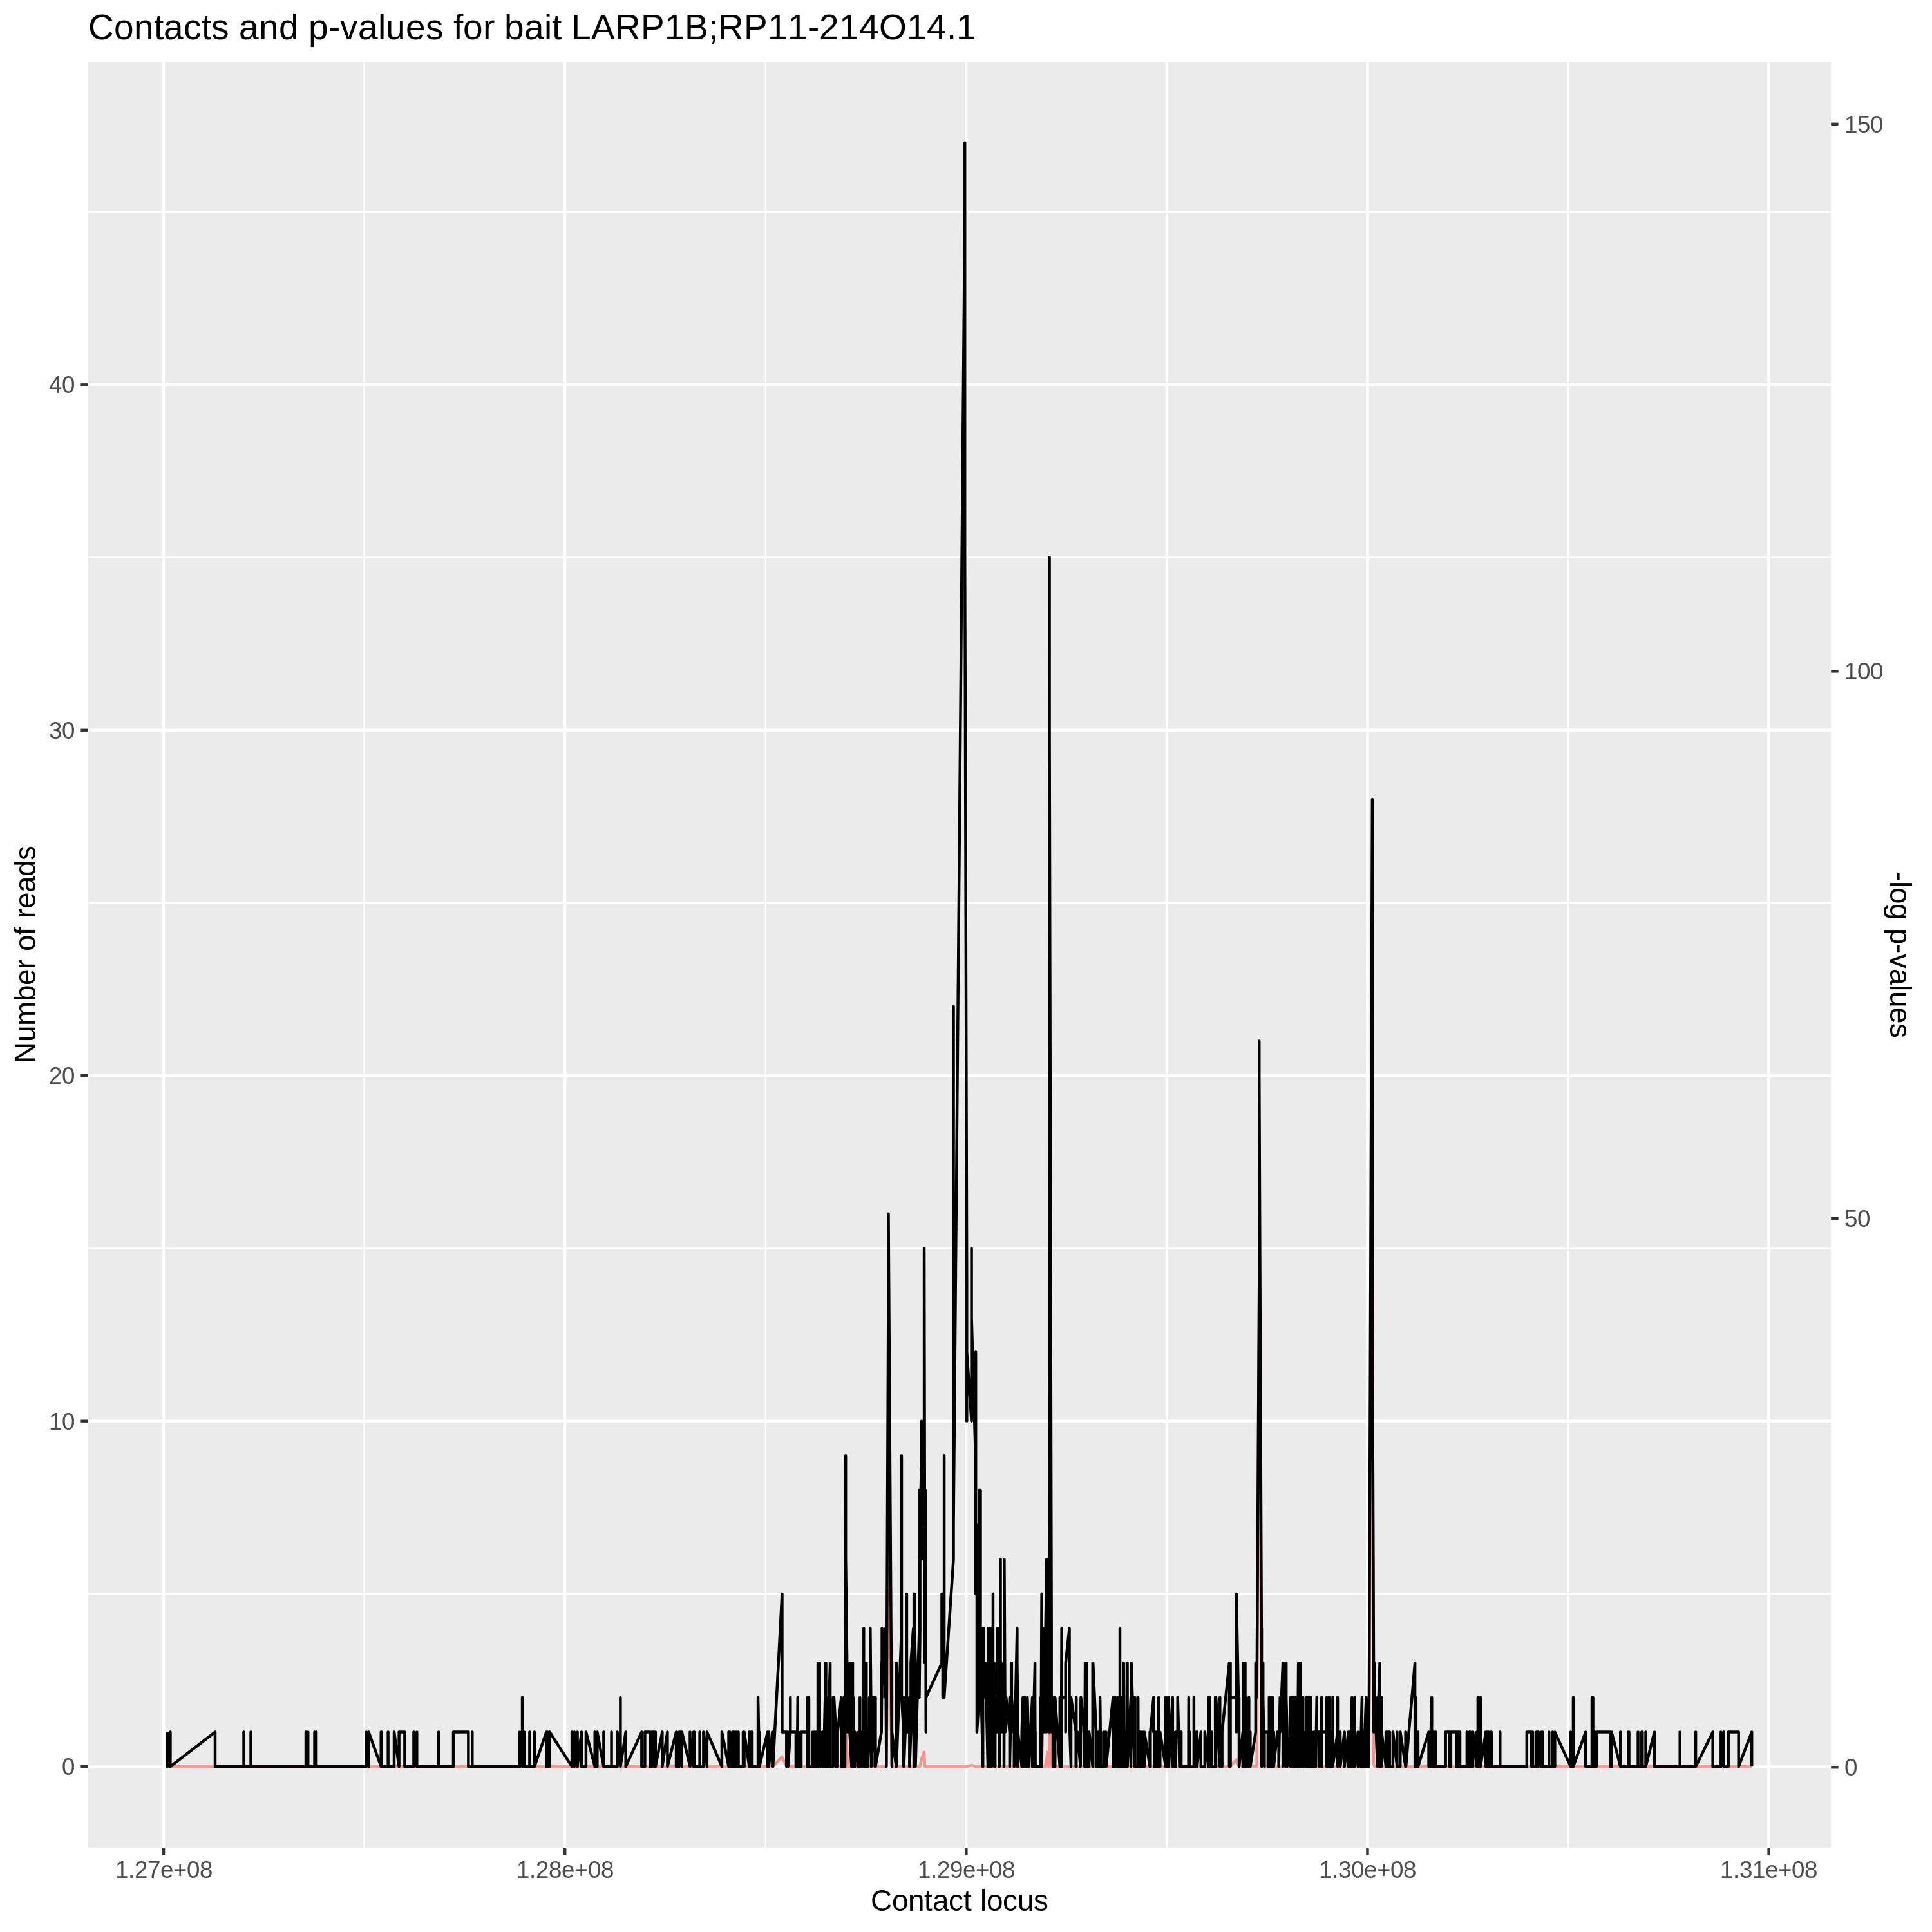 Contacts and p-values for bait LARP1B;RP11-214O14.1
150
40
100
30
Number of reads
-log p-values
20
50
10
0
0
1.27e+08 1.28e+08 1.29e+08 1.30e+08 1.31e+08
Contact locus